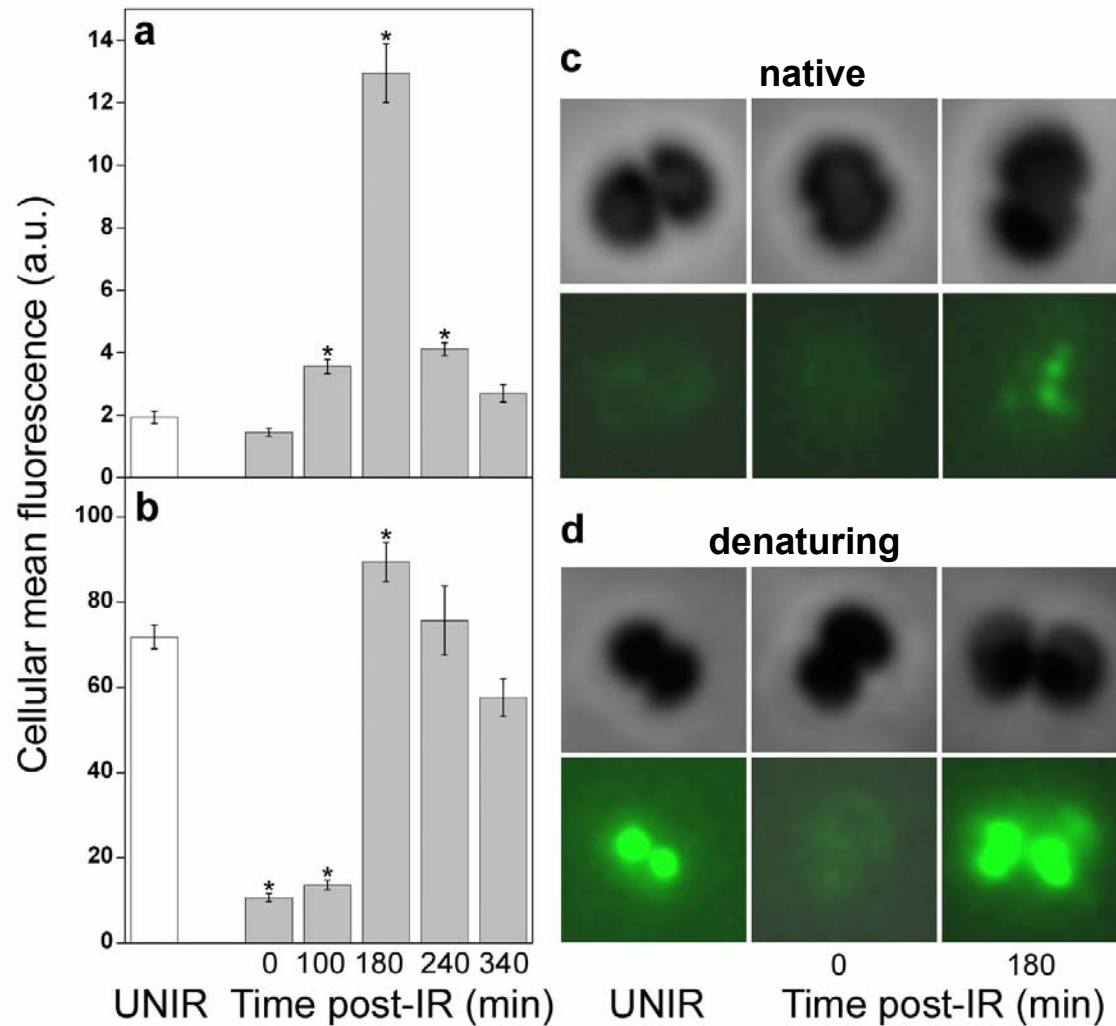 a
14
12
10
8
6
4
2
0
*
*
*
b
100
80
60
40
20
0
*
*
*
Cellular mean fluorescence (a.u.)
0 100 180 240 340
UNIR Time post-IR (min)
c
native
d
denaturing
0 180
UNIR Time post-IR (min)